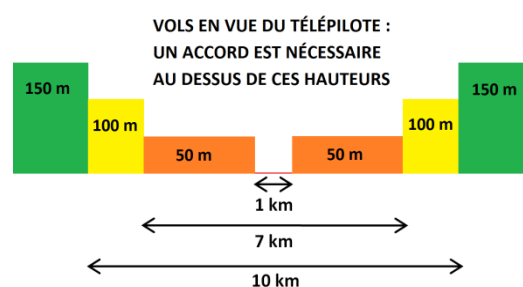 VOLS EN VUE DU TÉLÉPILOTE :
UN ACCORD EST NÉCESSAIRE
AU DESSUS DE CES HAUTEURS
150 m
150 m
100 m
100 m
50 m
50 m
1 km
7 km
10 km